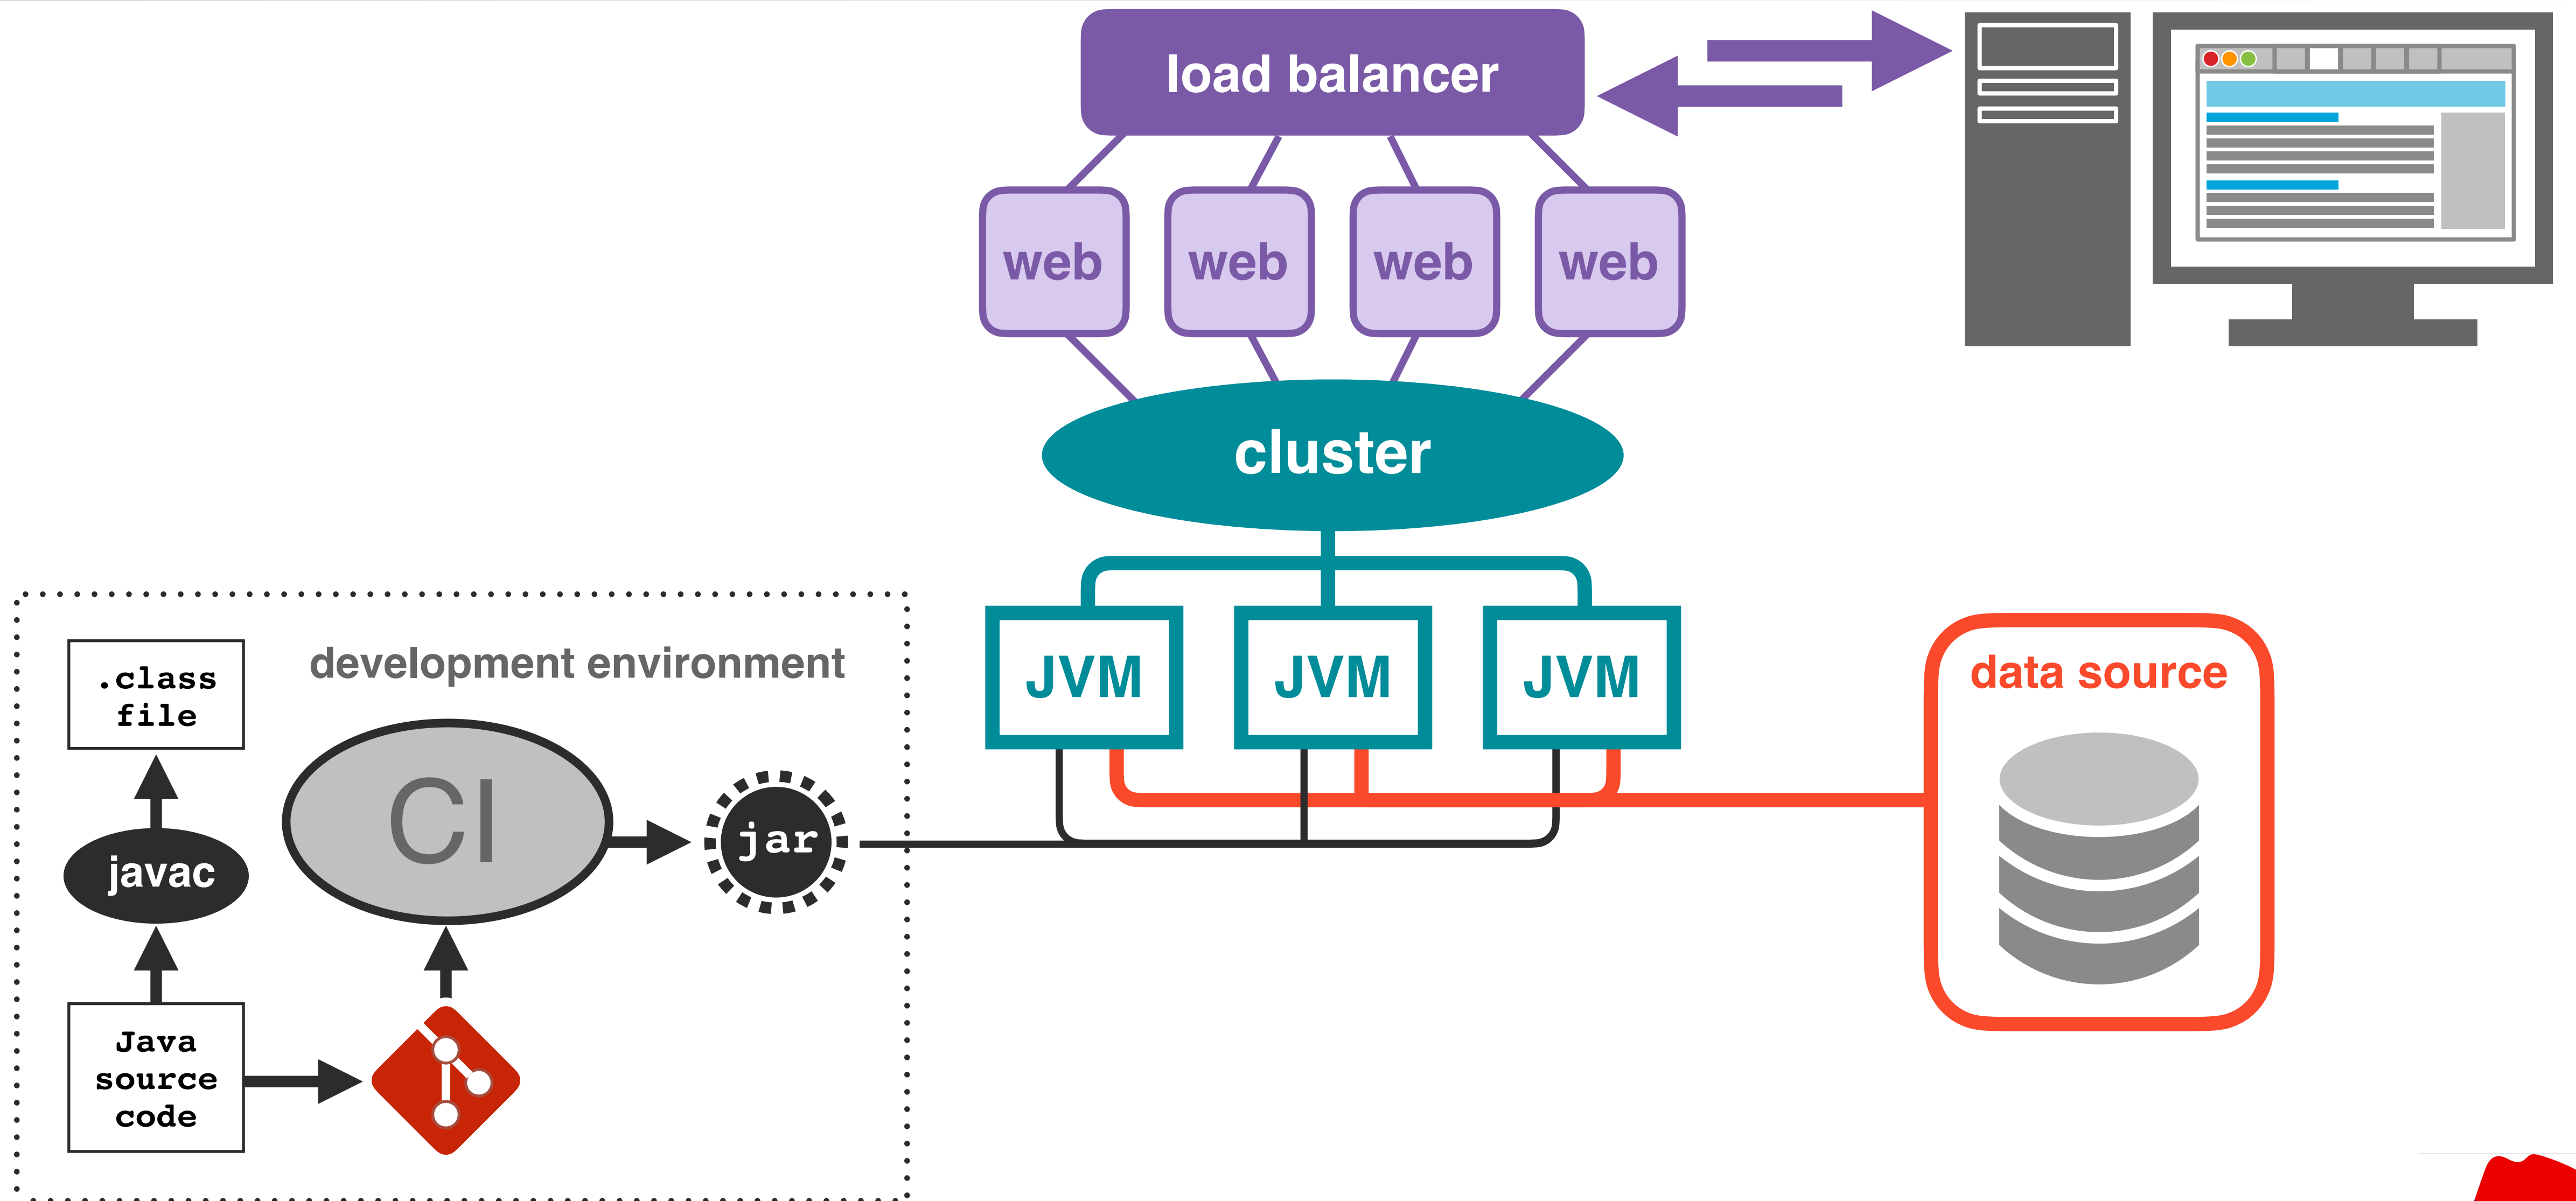 load balancer
web
web
web
web
cluster
JVM
JVM
JVM
data source
development environment
.class
file
CI
jar
javac
Java
source
code